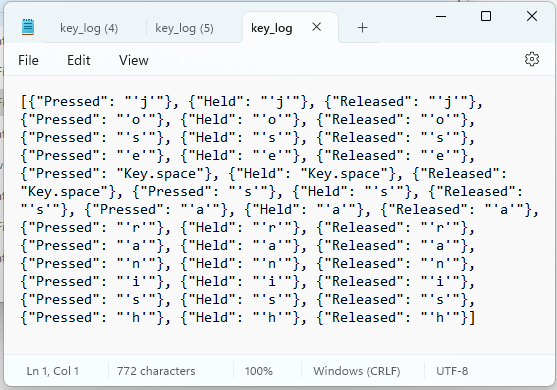 key_log (4) key_log (5) key_log
File Edit View
[{"Pressed": "'j'"}, {"Held": "'j'"}, {"Released": "'j'"},
{"Pressed": "'o'"}, {"Held": "'o'"}, {"Released": "'o'"},
{"Pressed": "'s'"}, {"Held": "'s'"}, {"Released": "'s'"},
{"Pressed": "'e'"}, {"Held": "'e'"}, {"Released": "'e'"},
{"Pressed": "Key.space"}, {"Held": "Key.space"}, {"Released":
"Key.space"}, {"Pressed": "'s'"}, {"Held": "'s'"}, {"Released":
"'s'"}, {"Pressed": "'a'"}, {"Held": "'a'"}, {"Released": "'a'"},
{"Pressed": "'r'"}, {"Held": "'r'"}, {"Released": "'r'"},
{"Pressed": "'a'"}, {"Held": "'a'"}, {"Released": "'a'"},
{"Pressed": "'n'"}, {"Held": "'n'"}, {"Released": "'n'"},
{"Pressed": "'i'"}, {"Held": "'i'"}, {"Released": "'i'"},
{"Pressed": "'s'"}, {"Held": "'s'"}, {"Released": "'s'"},
{"Pressed": "'h'"}, {"Held": "'h'"}, {"Released": "'h'"}]
Ln 1, Col 1 772 characters 100% Windows (CRLF) UTF-8